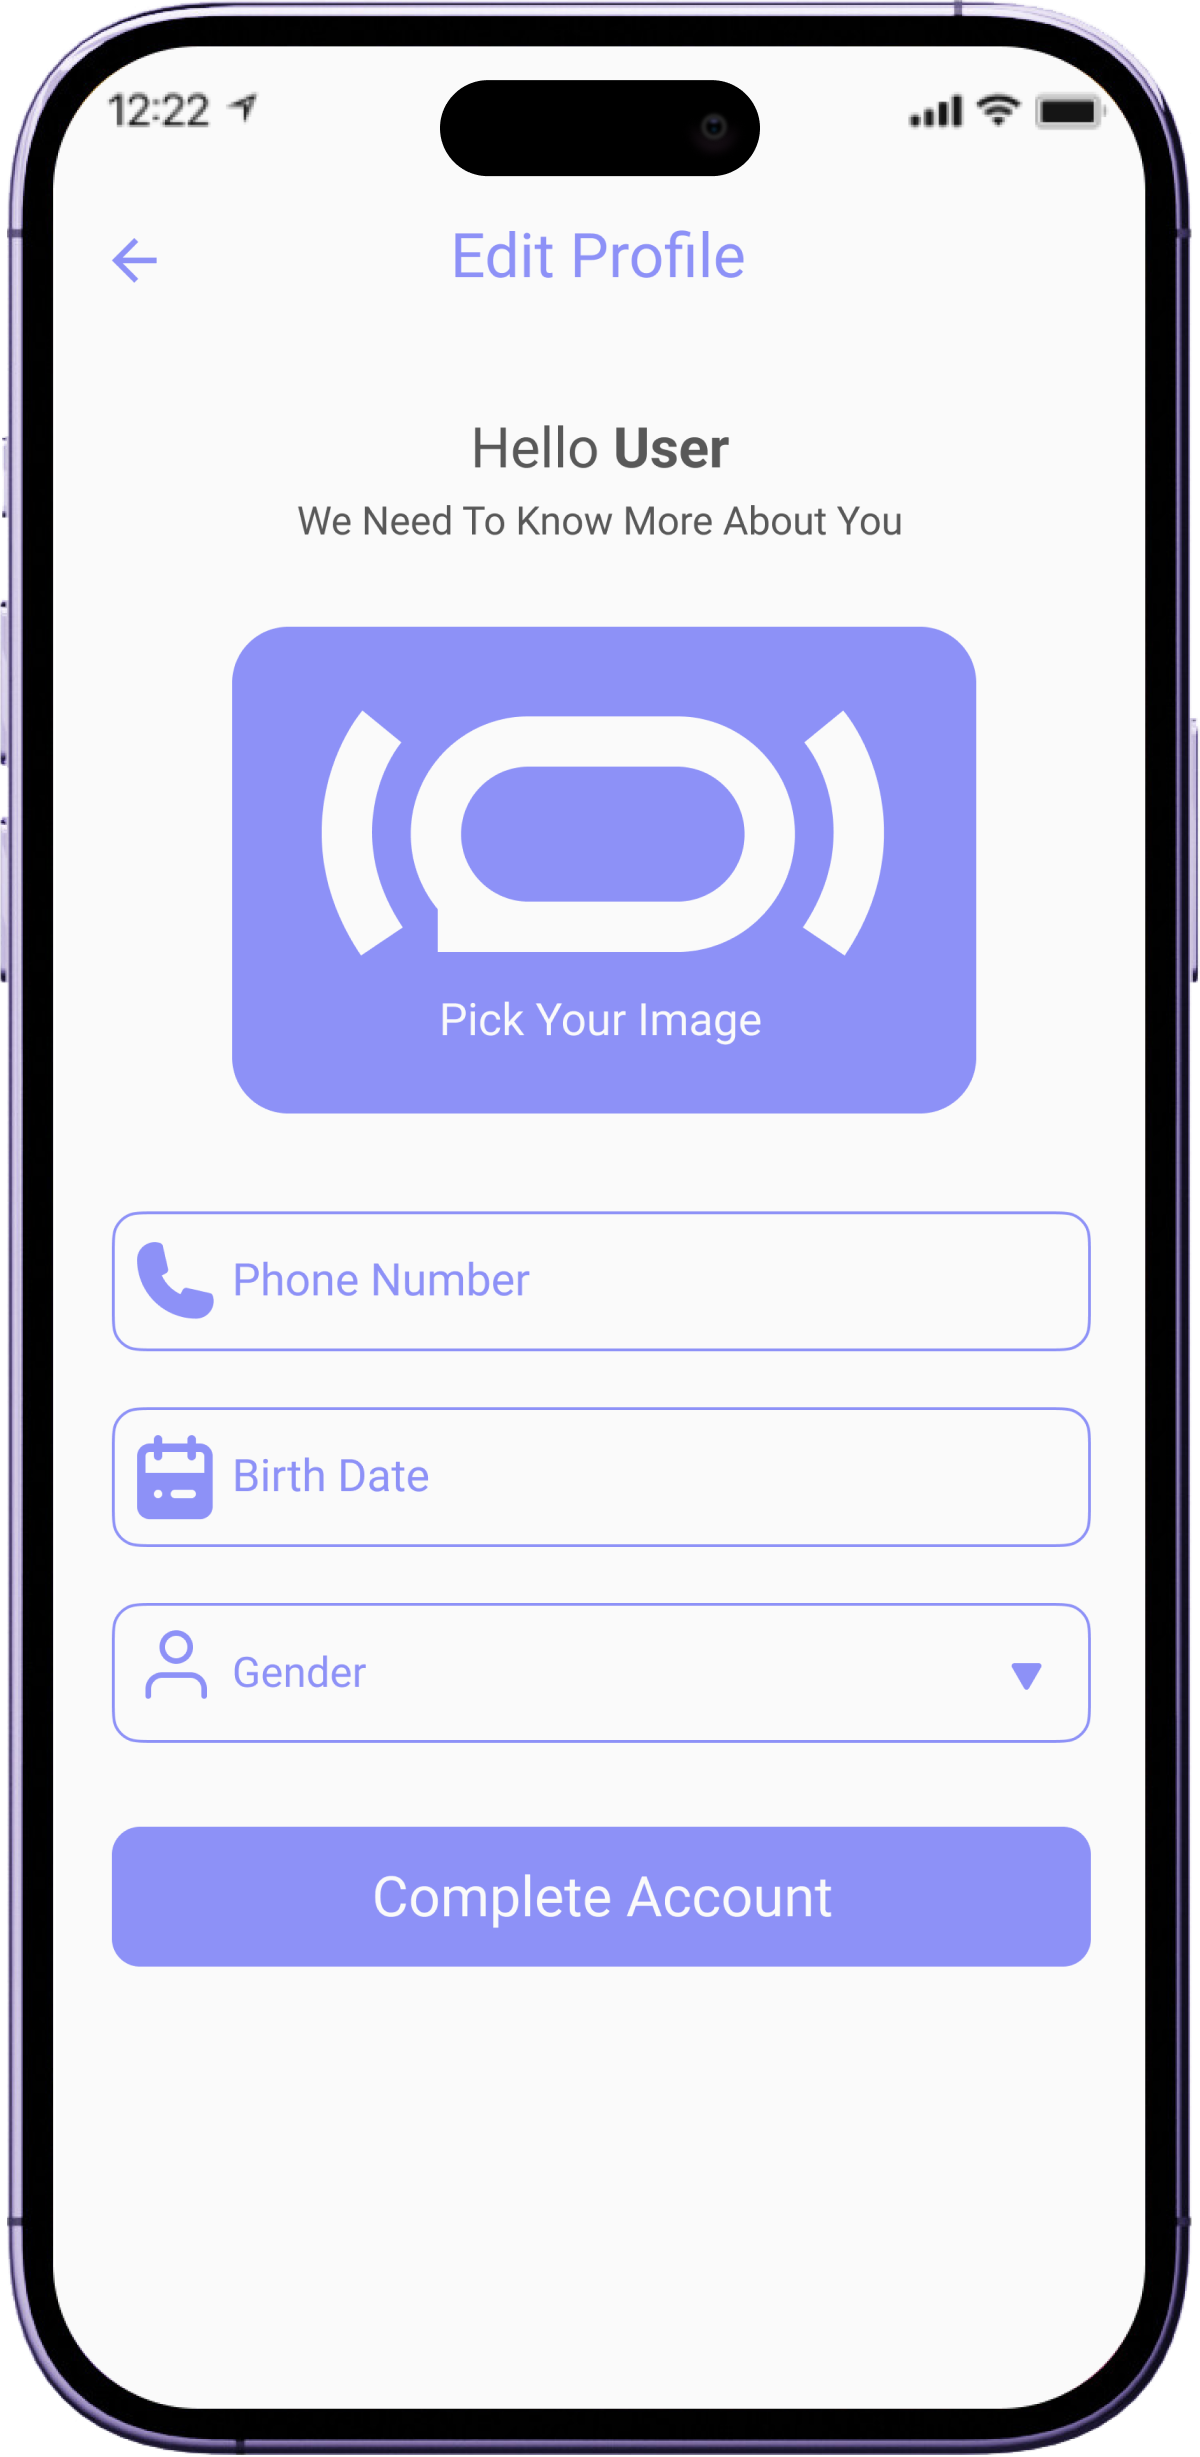 12:22
Edit Profile
Hello User
We Need To Know More About You
Pick Your Image
Phone Number
Birth Date
Gender
Complete Account